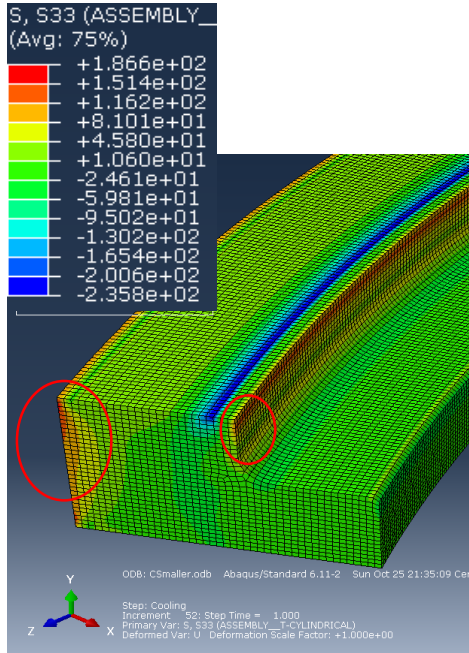 S, S33 (ASSEMBLY__
(Avg: 75%)
+1.866e+02
+1.514e+02
+1.162e+02
+8.101e+01
+4.580e+01
+1.060e+01
-2.461e+01
-5.981e+01
-9.502e+01
-1.302e+02
-1.654e+02
-2.006e+02
-2.358e+02
ODB: CSmaller.odb Abaqus/Standard 6.11-2 Sun Oct 25 21:35:09 Cen
Y
Z X
Step: Cooling
Increment 52: Step Time = 1.000
Primary Var: S, S33 (ASSEMBLY__T-CYLINDRICAL)
Deformed Var: U Deformation Scale Factor: +1.000e+00